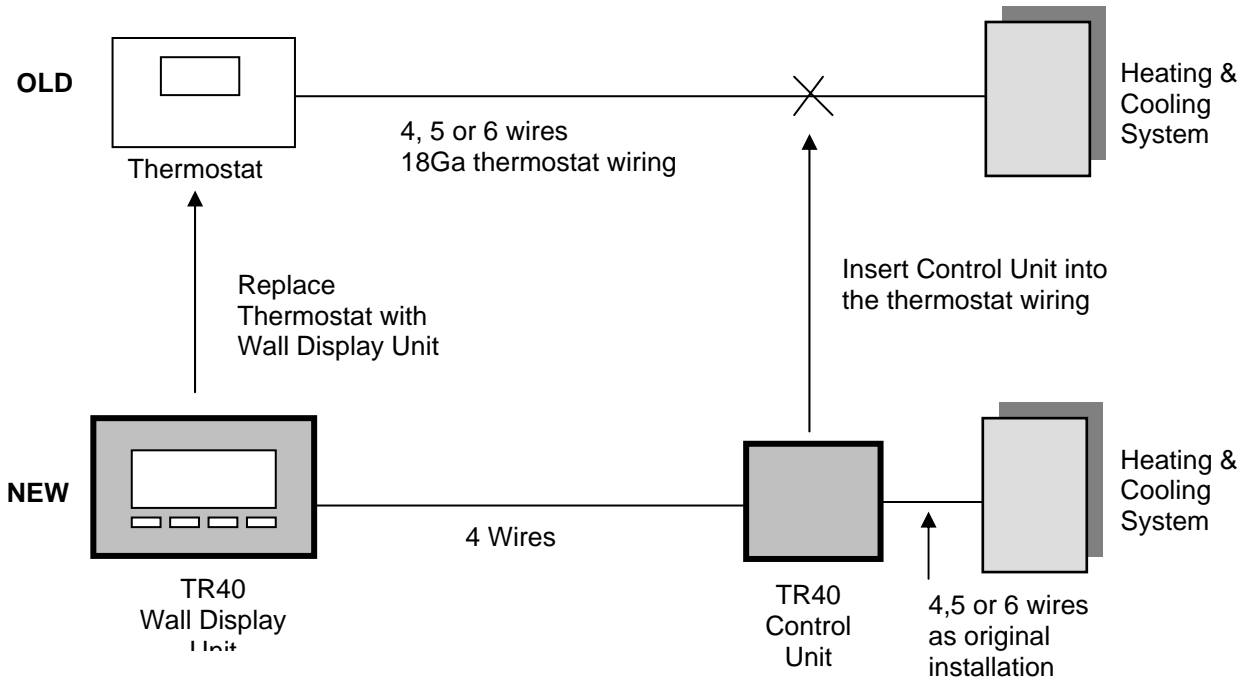 OLD
Thermostat
4, 5 or 6 wires
18Ga thermostat wiring
Heating &
Cooling
System
Replace
Thermostat with
Wall Display Unit
Insert Control Unit into
the thermostat wiring
NEW
TR40
Wall Display
Unit
4 Wires
TR40
Control
Unit
4,5 or 6 wires
as original
installation
Heating &
Cooling
System